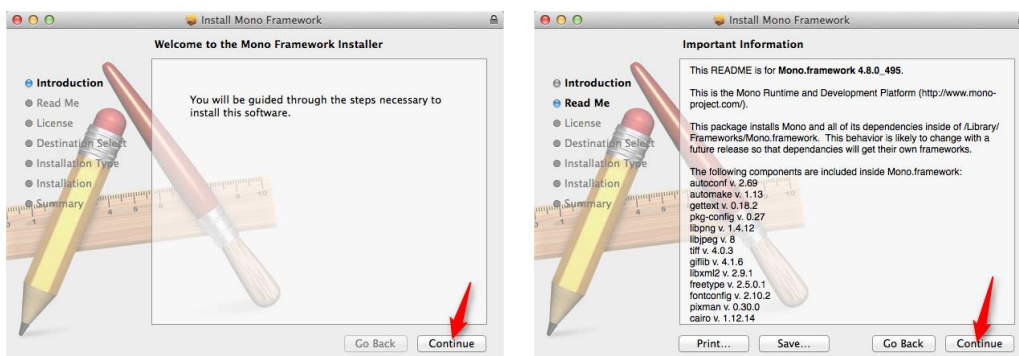 Install Mono Framework
Welcome to the Mono Framework Installer
Introduction
Read Me
License
Destination Select
Installation Type
Installation
Summary
You will be guided through the steps necessary to
install this software.
Go Back
Continue
Install Mono Framework
Important Information
Introduction
Read Me
License
Destination Select
Installation Type
Installation
Summary
This README is for Mono.framework 4.8.0_495.
This is the Mono Runtime and Development Platform (http://www.mono-
project.com/).
This package installs Mono and all of its dependencies inside of /Library/
Frameworks/Mono.framework. This behavior is likely to change with a
future release so that dependancies will get their own frameworks.
The following components are included inside Mono.framework:
autoconf v. 2.69
automake v. 1.13
gettext v. 0.18.2
pkg-config v. 0.27
libpng v. 1.4.12
libjpeg v. 8
tiff v. 4.0.3
giflib v. 4.1.6
libxml2 v. 2.9.1
freetype v. 2.5.0.1
fontconfig v. 2.10.2
pixman v. 0.30.0
cairo v. 1.12.14
Print...
Save...
Go Back
Continue